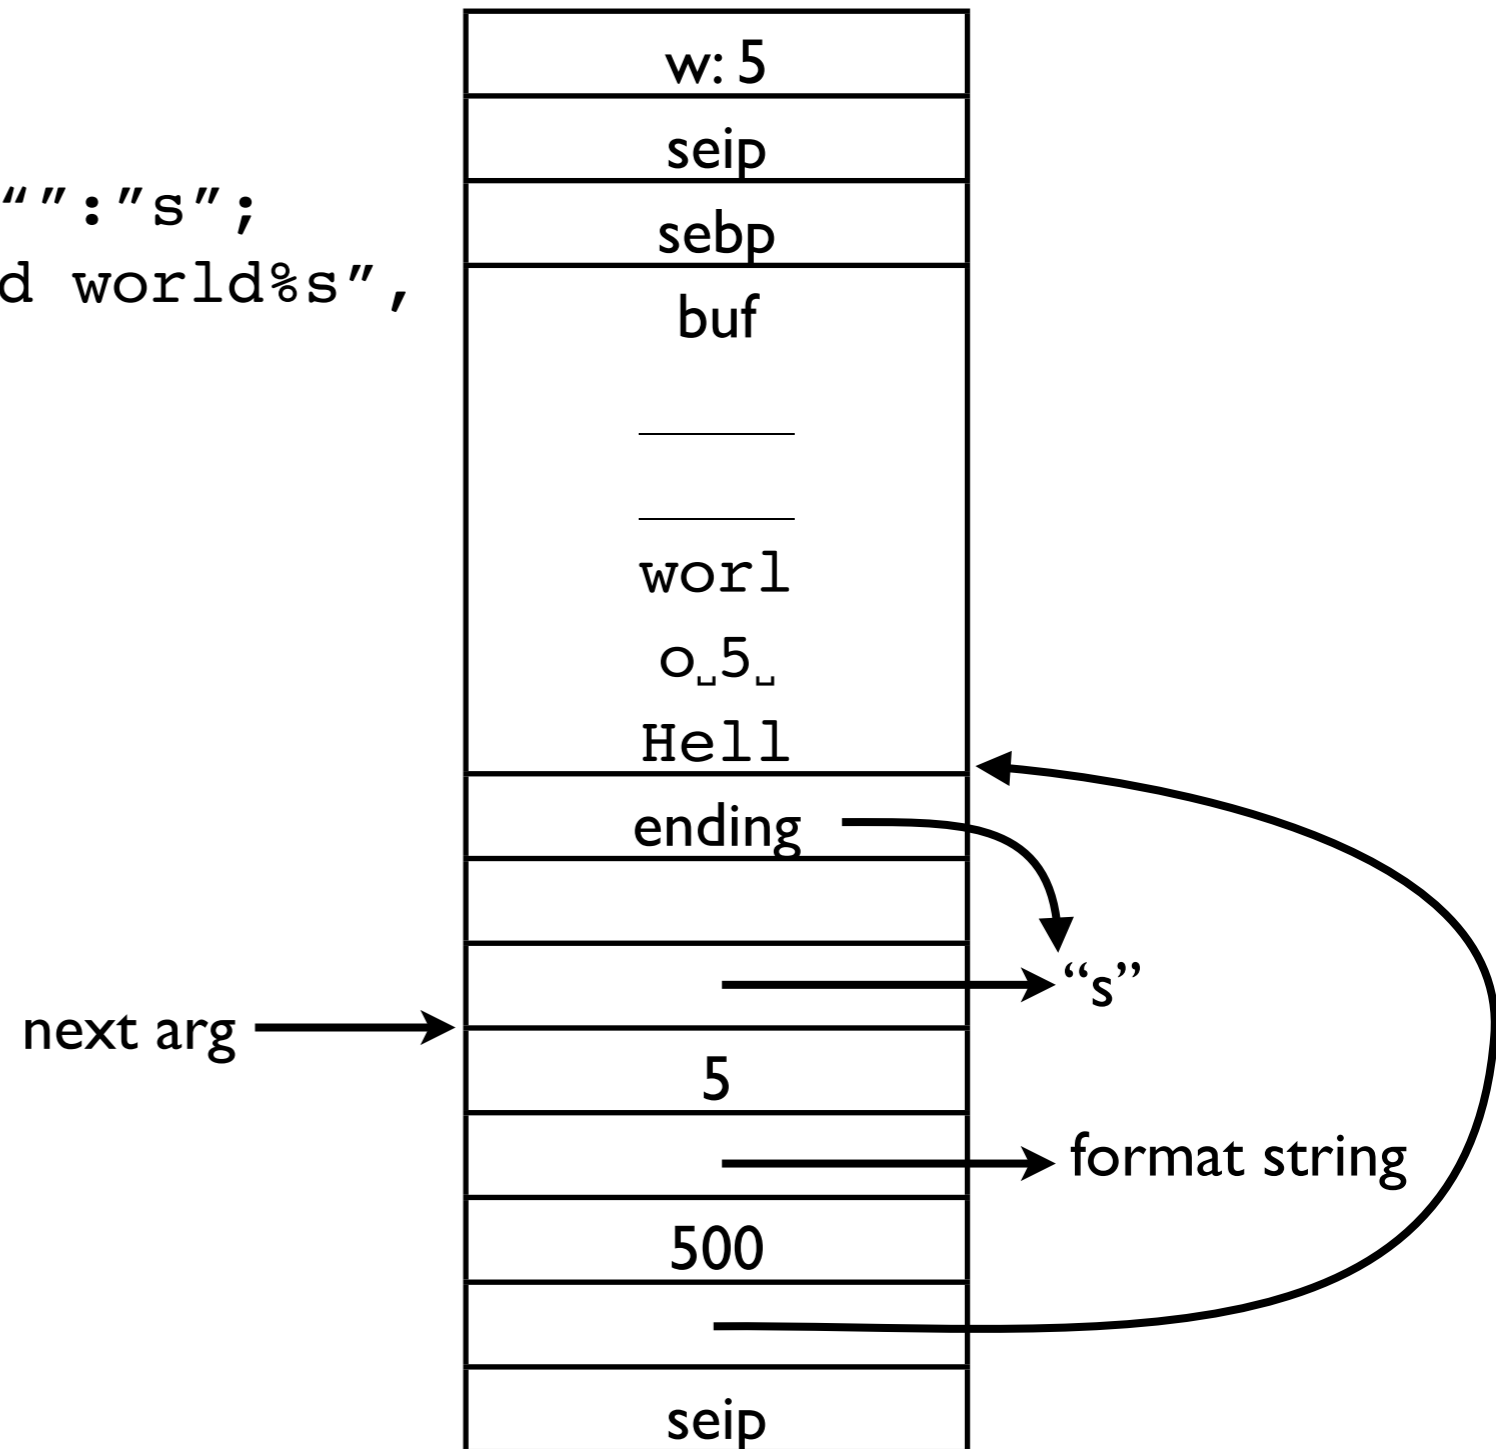 “”:”s”;
d world%s”,
w: 5
seip
sebp
buf
worl
o␣5␣
Hell
ending
“s”
next arg
5
format string
500
seip